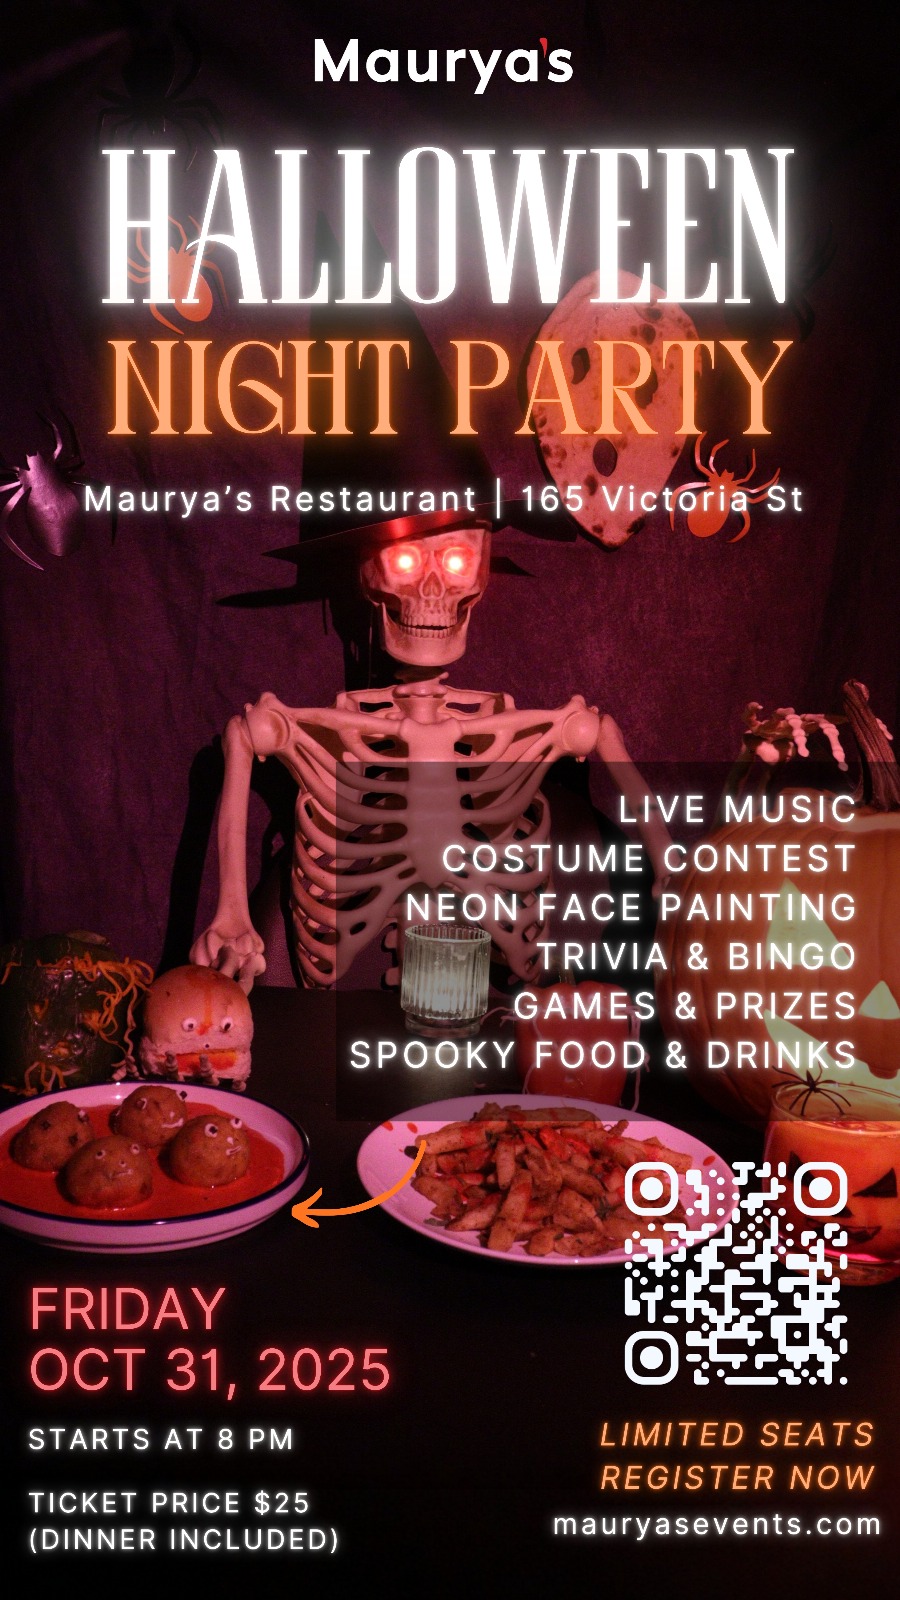 Maurya's
HALLOWEEN
NIGHT PARTY
Maurya’s Restaurant | 165 Victoria St
LIVE MUSIC
COSTUME CONTEST
NEON FACE PAINTING
TRIVIA & BINGO
GAMES & PRIZES
SPOOKY FOOD & DRINKS
FRIDAY
OCT 31, 2025
STARTS AT 8 PM
TICKET PRICE $25
(DINNER INCLUDED)
LIMITED SEATS
REGISTER NOW
mauryasevents.com